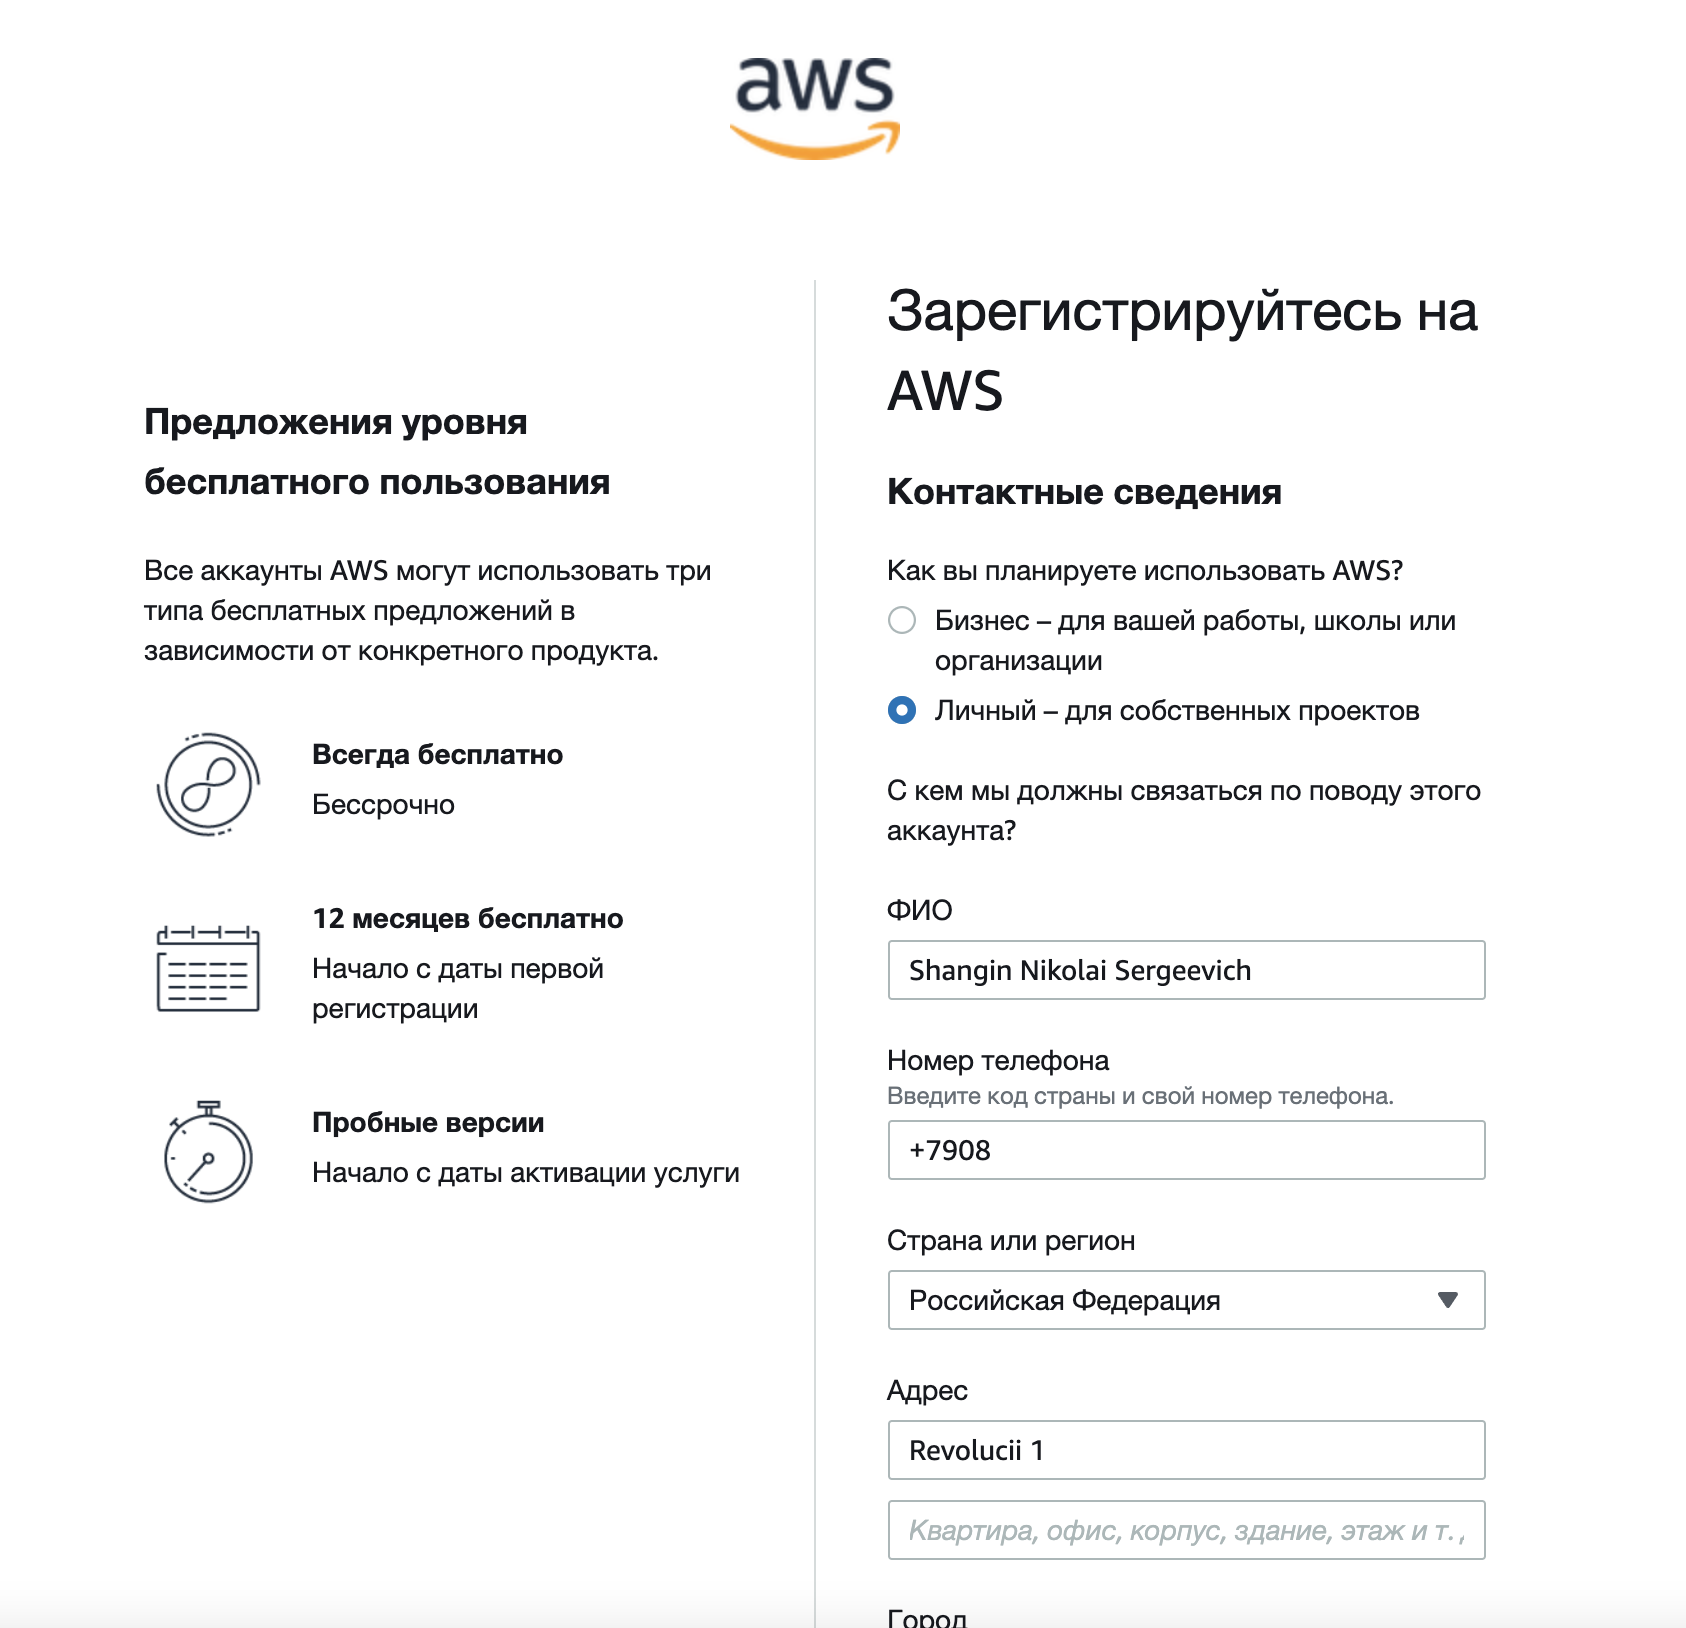 aws
Предложения уровня
бесплатного пользования
Все аккаунты AWS могут использовать три
типа бесплатных предложений в
зависимости от конкретного продукта.
Всегда бесплатно
Бессрочно
12 месяцев бесплатно
Начало с даты первой
регистрации
Пробные версии
Начало с даты активации услуги
Зарегистрируйтесь на
AWS
Контактные сведения
Как вы планируете использовать AWS?
Бизнес – для вашей работы, школы или
организации
Личный – для собственных проектов
С кем мы должны связаться по поводу этого
аккаунта?
ФИО
Shangin Nikolai Sergeevich
Номер телефона
Введите код страны и свой номер телефона.
+7908
Страна или регион
Российская Федерация
Адрес
Revolucii 1
Квартира, офис, корпус, здание, этаж и т.
Город